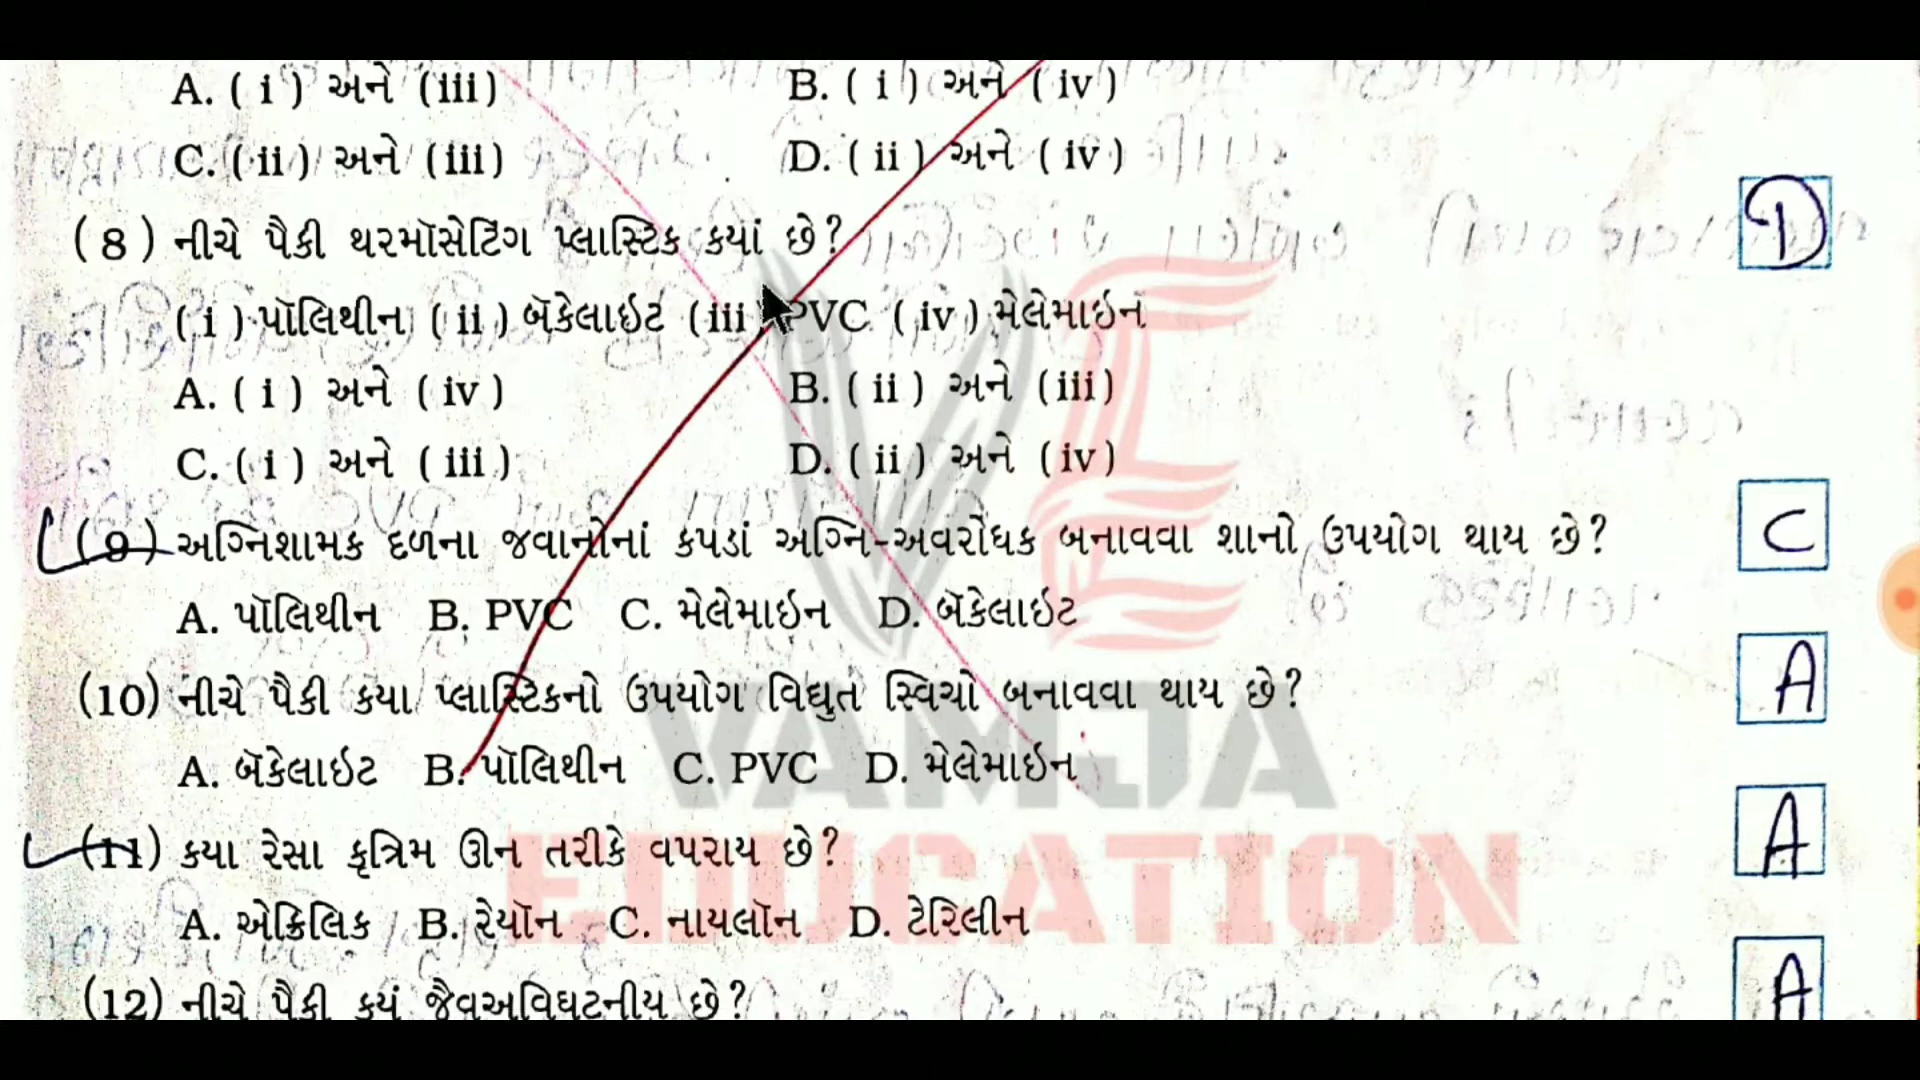 A. ( i ) અને (iii)   B. ( i ) અને ( iv )
C. ( ii ) અને (iii)   D. ( ii ) અને ( iv )
( 8 ) નીચે પૈકી થરમૉસેટિંગ પ્લાસ્ટિક કયાં છે? D
( i ) પૉલિથીન ( ii ) બૅકેલાઇટ (iii) PVC ( iv ) મેલેમાઇન
A. ( i ) અને ( iv )   B. ( ii ) અને (iii)
C. ( i ) અને ( iii )   D. ( ii ) અને (iv)
( 9 ) અગ્નિશામક દળના જવાનોનાં કપડાં અગ્નિ-અવરોધક બનાવવા શાનો ઉપયોગ થાય છે? C
A. પૉલિથીન B. PVC C. મેલેમાઇન D. બૅકેલાઇટ
(10) નીચે પૈકી કયા પ્લાસ્ટિકનો ઉપયોગ વિદ્યુત સ્વિચો બનાવવા થાય છે? A
A. બૅકેલાઇટ B. પૉલિથીન C. PVC D. મેલેમાઇન
(11) કયા રેસા કૃત્રિમ ઊન તરીકે વપરાય છે? A
A. એક્રિલિક B. રેયૉન C. નાયલૉન D. ટેરિલીન
(12) નીચે પૈકી કયું જૈવઅવિઘટનીય છે? A
VE
VAMJA
EDUCATION